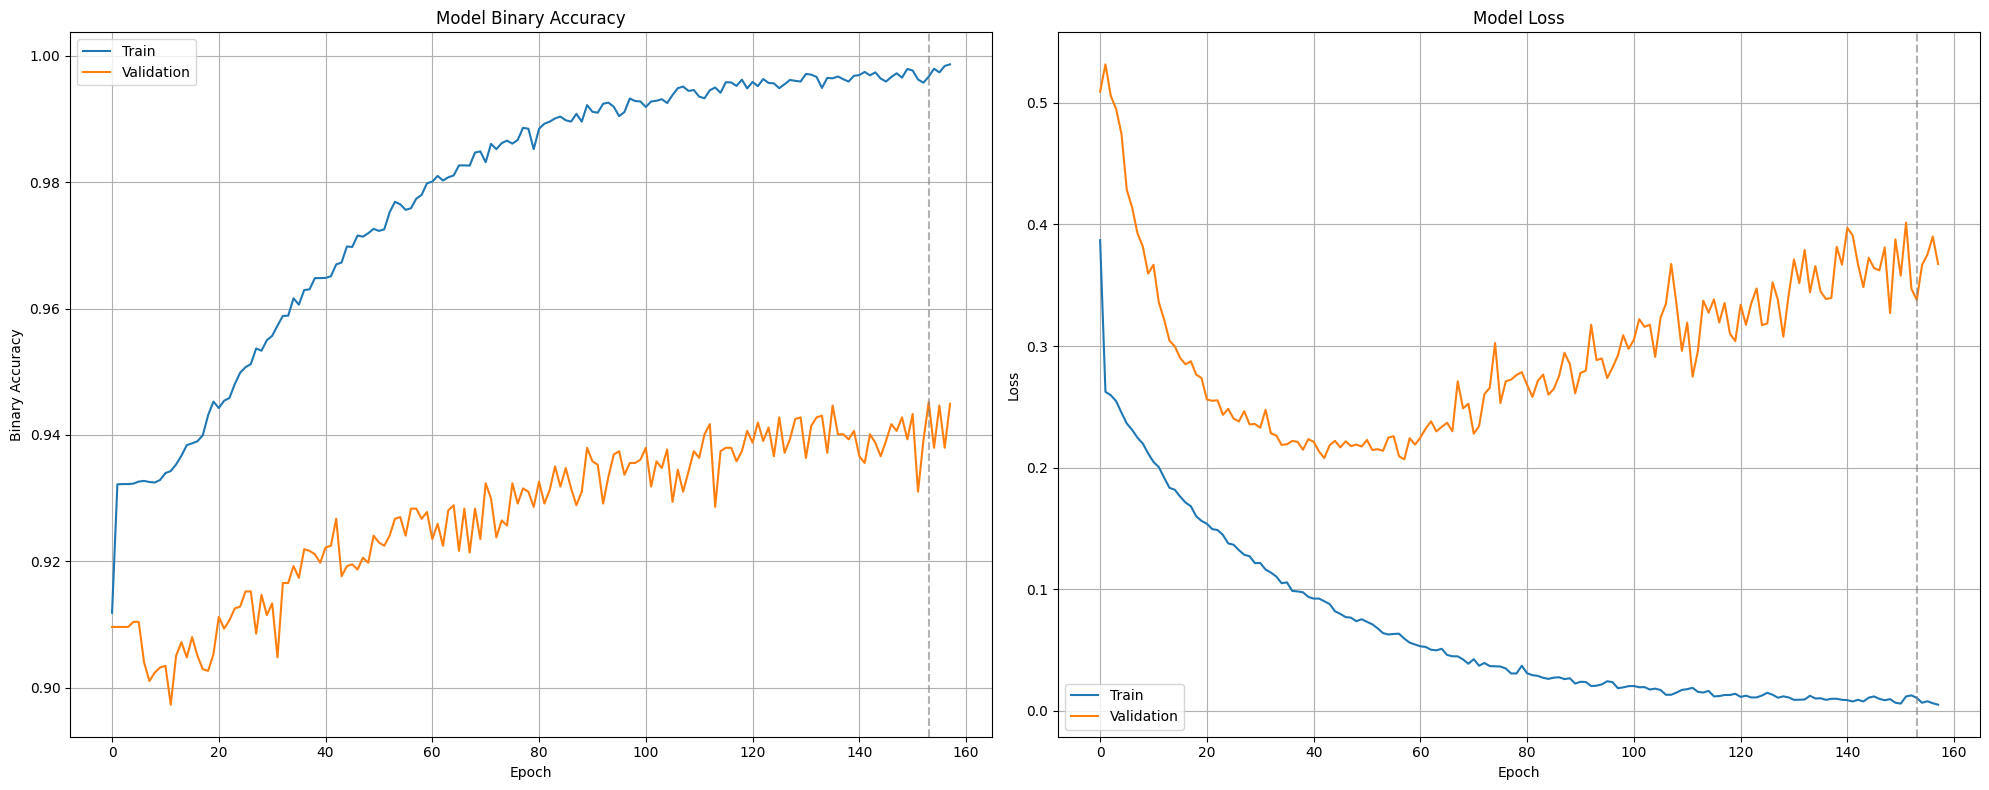 Model Binary Accuracy
Train
Validation
Binary Accuracy
1.00
0.98
0.96
0.94
0.92
0.90
0 20 40 60 80 100 120 140 160
Epoch
Model Loss
Loss
0.5
0.4
0.3
0.2
0.1
0.0
Train
Validation
0 20 40 60 80 100 120 140 160
Epoch